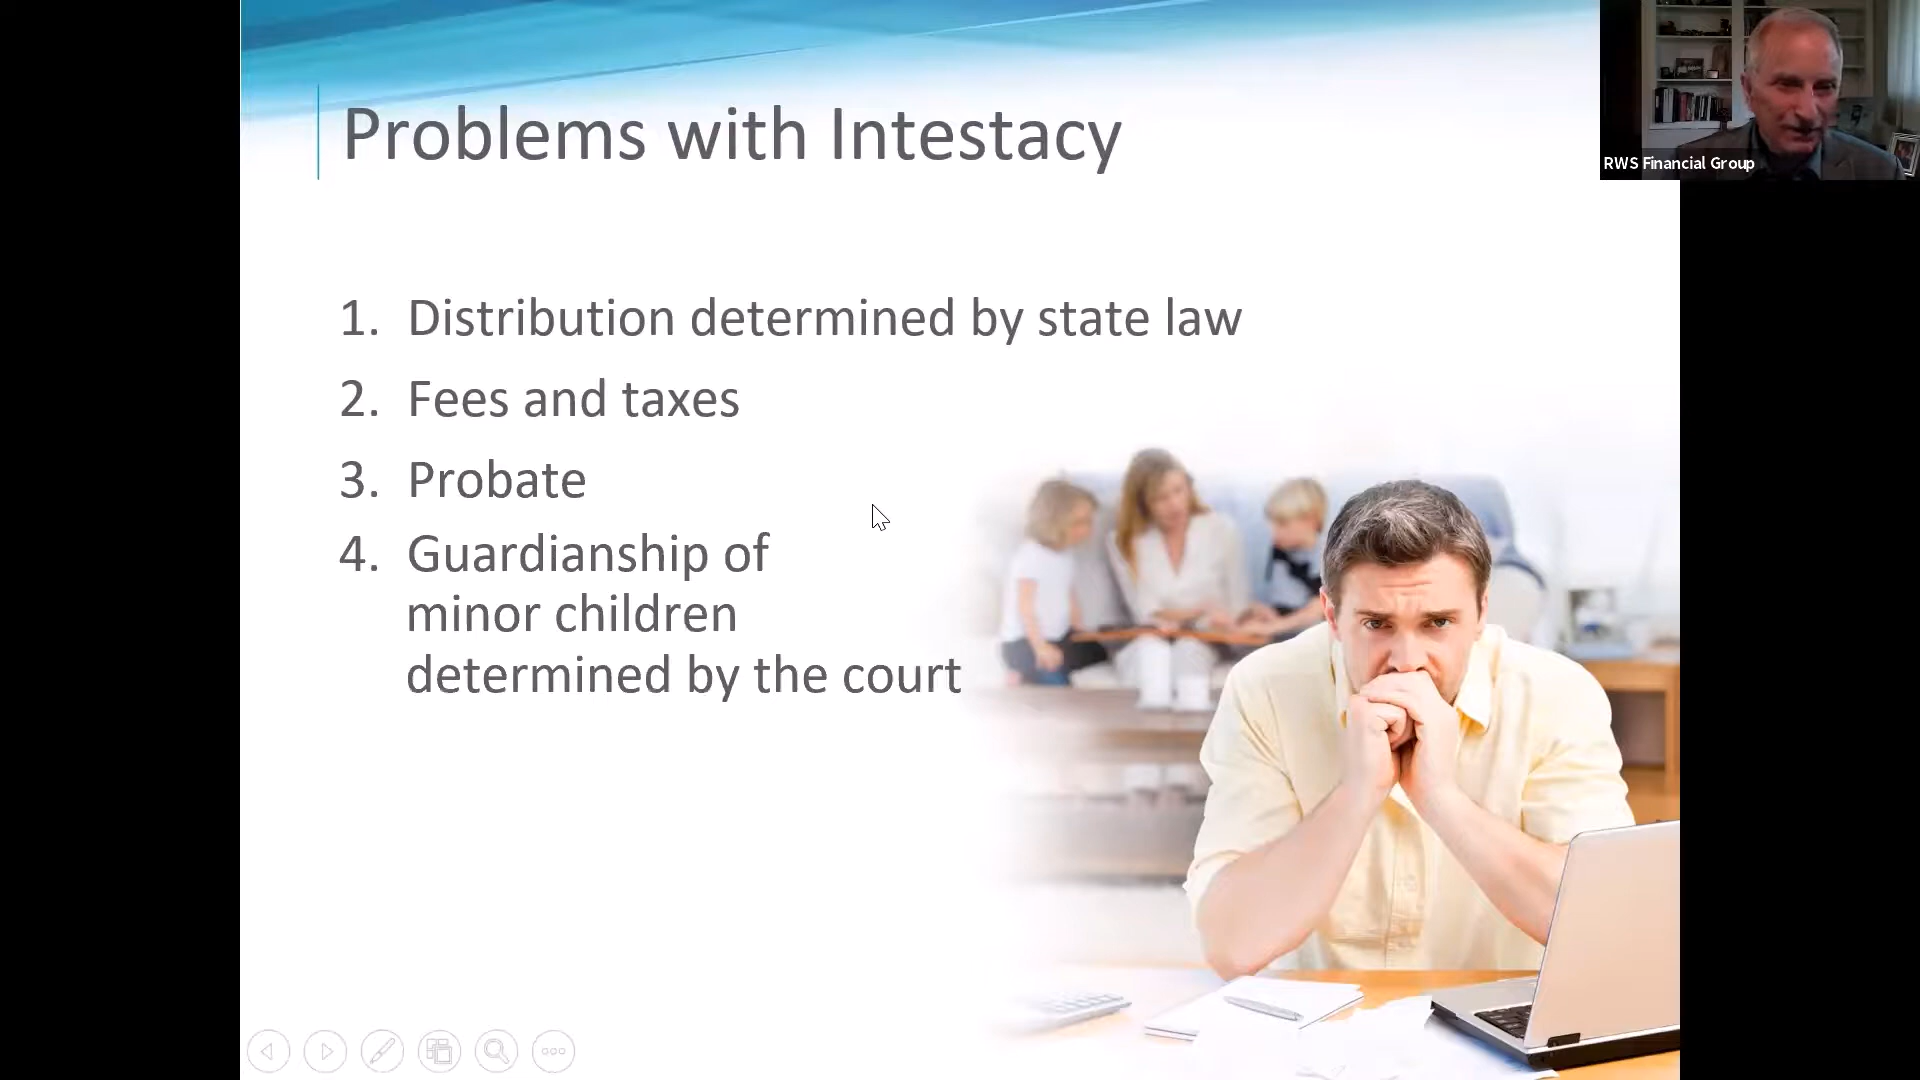 Problems with Intestacy
RWS Financial Group
1. Distribution determined by state law
2. Fees and taxes
3. Probate
4. Guardianship of
minor children
determined by the court